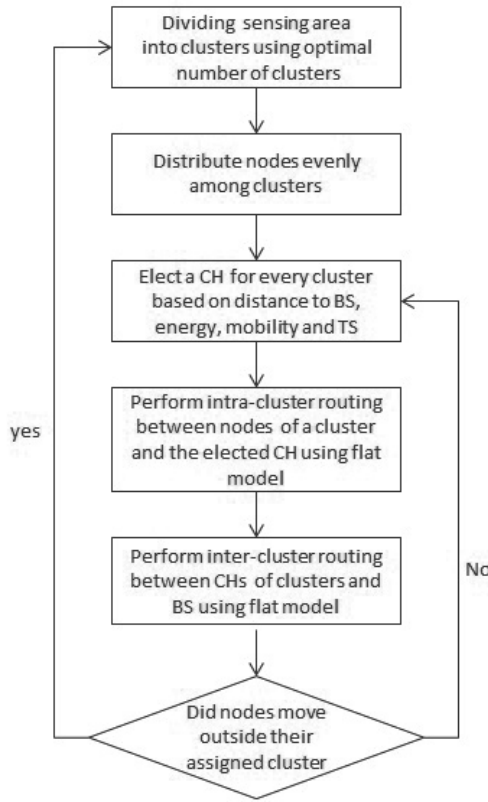 Dividing sensing area
into clusters using optimal
number of clusters
Distribute nodes evenly
among clusters
Elect a CH for every cluster
based on distance to BS,
energy, mobility and TS
Perform intra-cluster routing
between nodes of a cluster
and the elected CH using flat
model
yes
Perform inter-cluster routing
between CHs of clusters and
BS using flat model
No
Did nodes move
outside their
assigned cluster